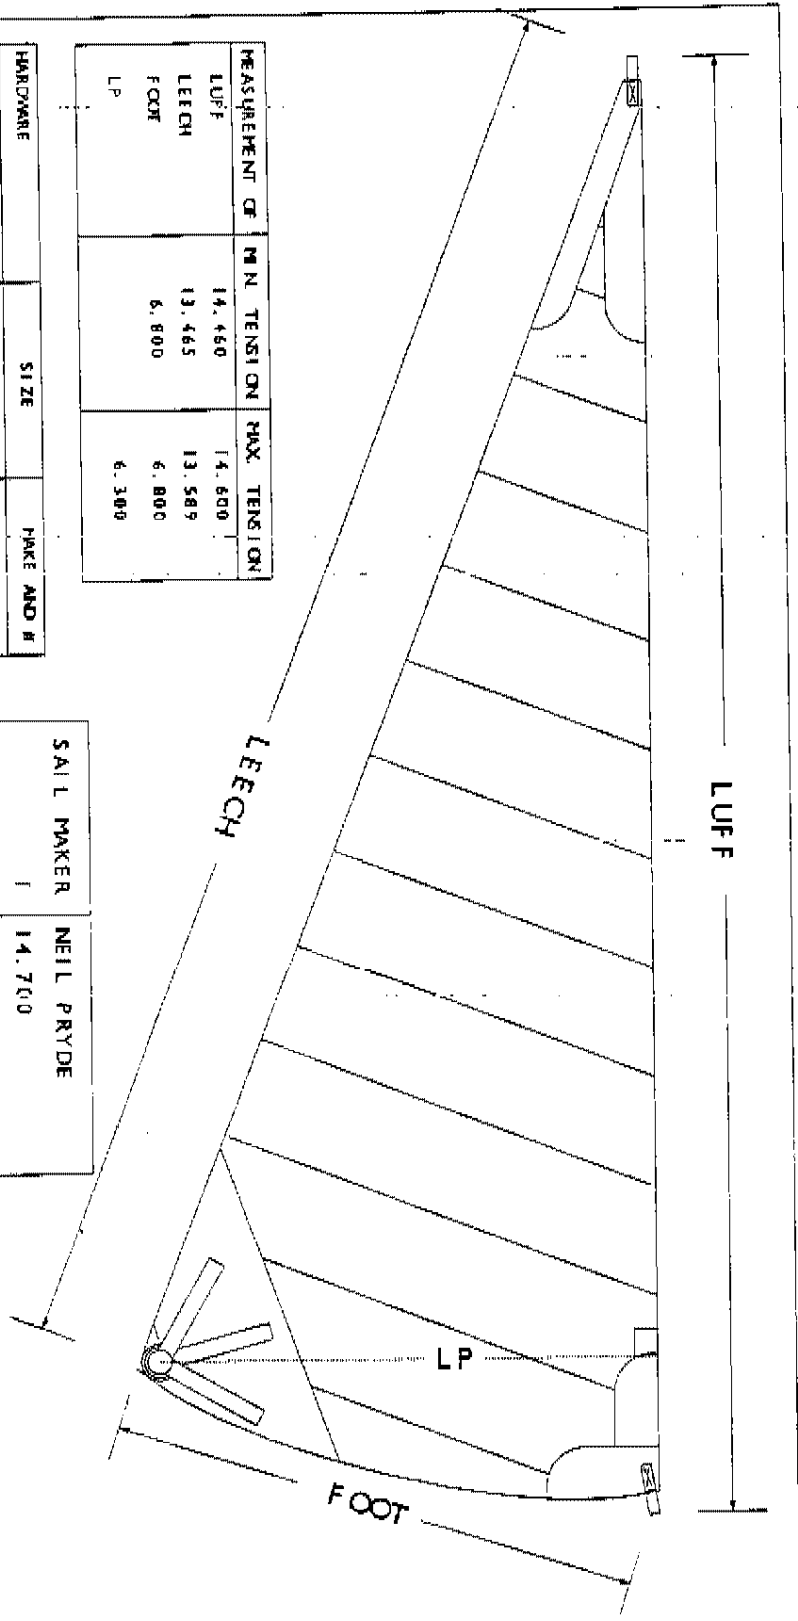 MEASUREMENT OF MIN. TENSION MAX. TENSION
LUFF 14.460 14.600
LEECH 13.465 13.589
FOOT 6.800 6.800
LP 6.300
HARDWARE SIZE MAKE AND #
SAIL MAKER NEIL PRYDE
I 14.700
LUFF
LEECH
LP
FOOT